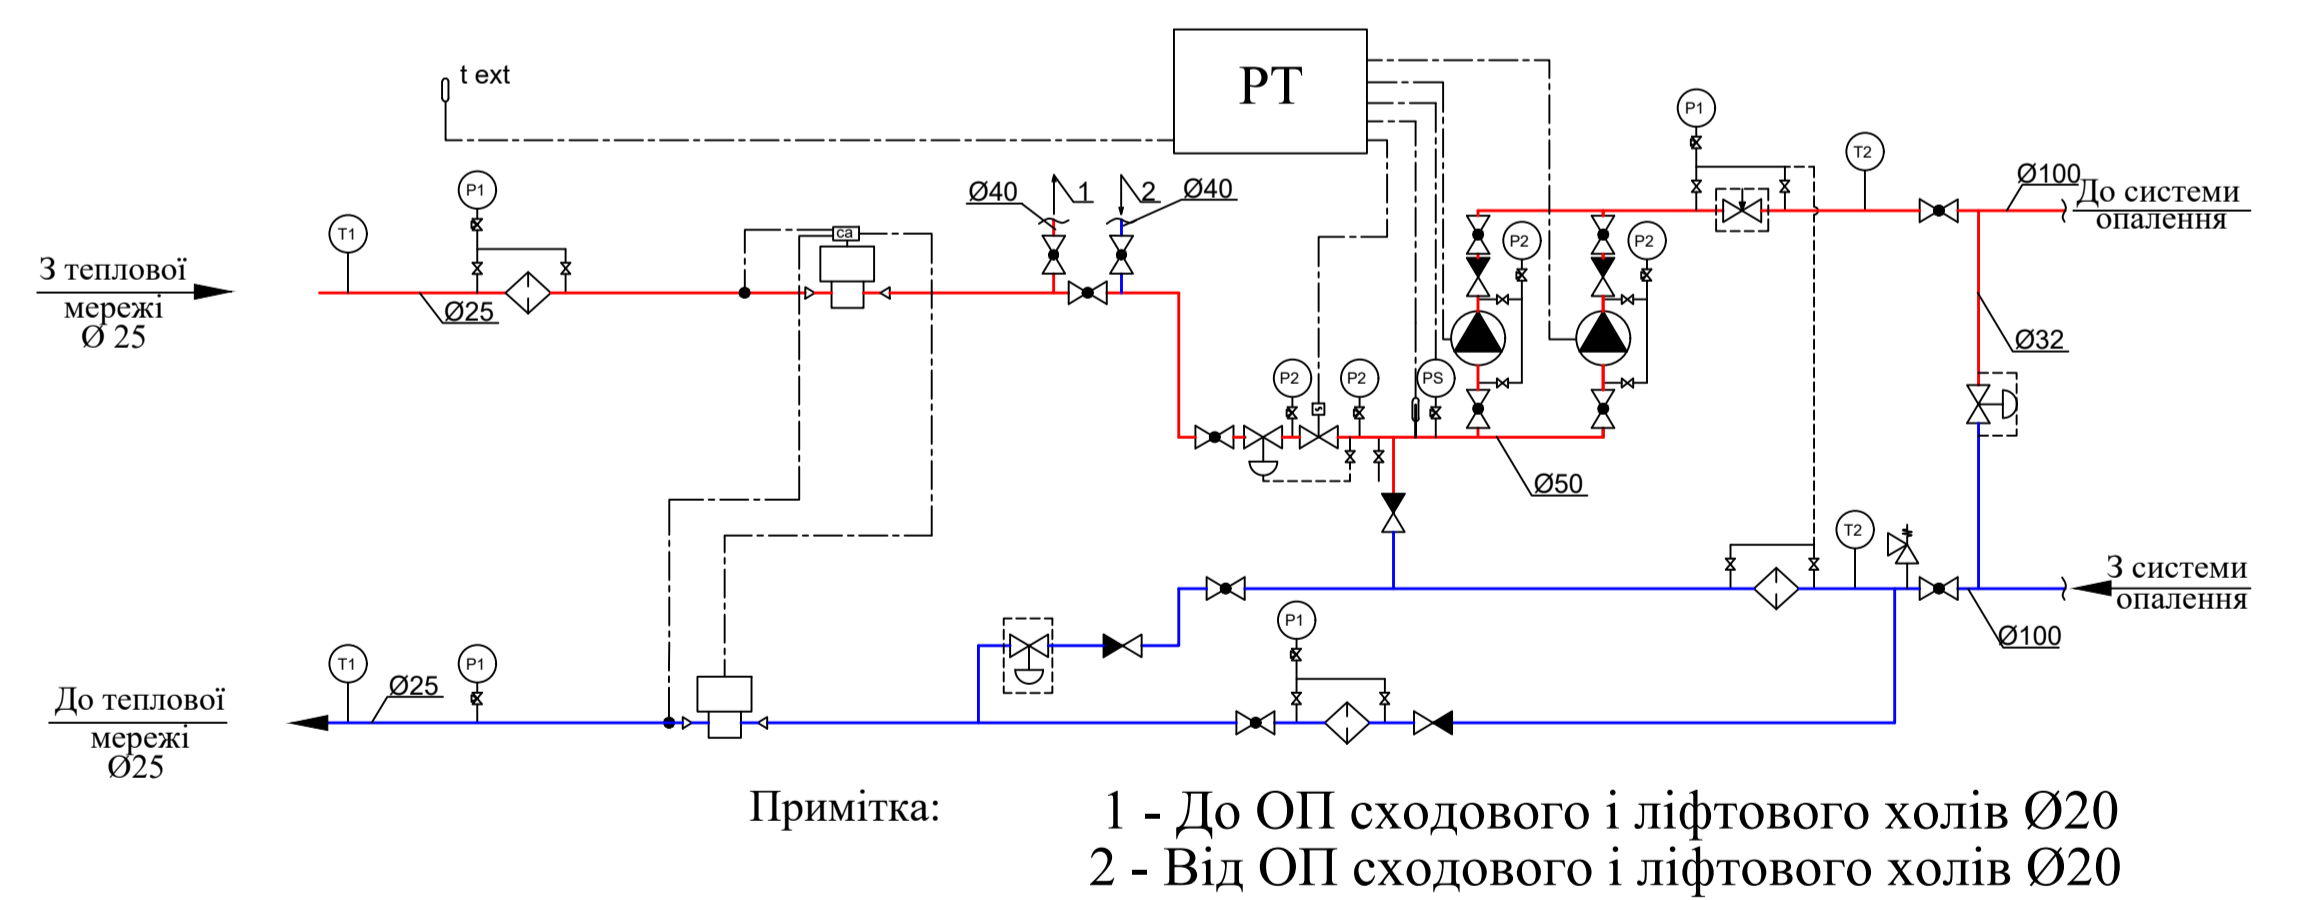 t ext
РТ
P1
T2
Ø100
До системи
опалення
P1
Ø40
1
2
Ø40
T1
ca
P2
P2
З теплової
мережі
Ø 25
Ø25
Ø32
P2
P2
PS
S
Ø50
T2
З системи
опалення
Ø100
P1
T1
P1
Ø25
До теплової
мережі
Ø25
Примітка:
1 - До ОП сходового і ліфтового холів Ø20
2 - Від ОП сходового і ліфтового холів Ø20